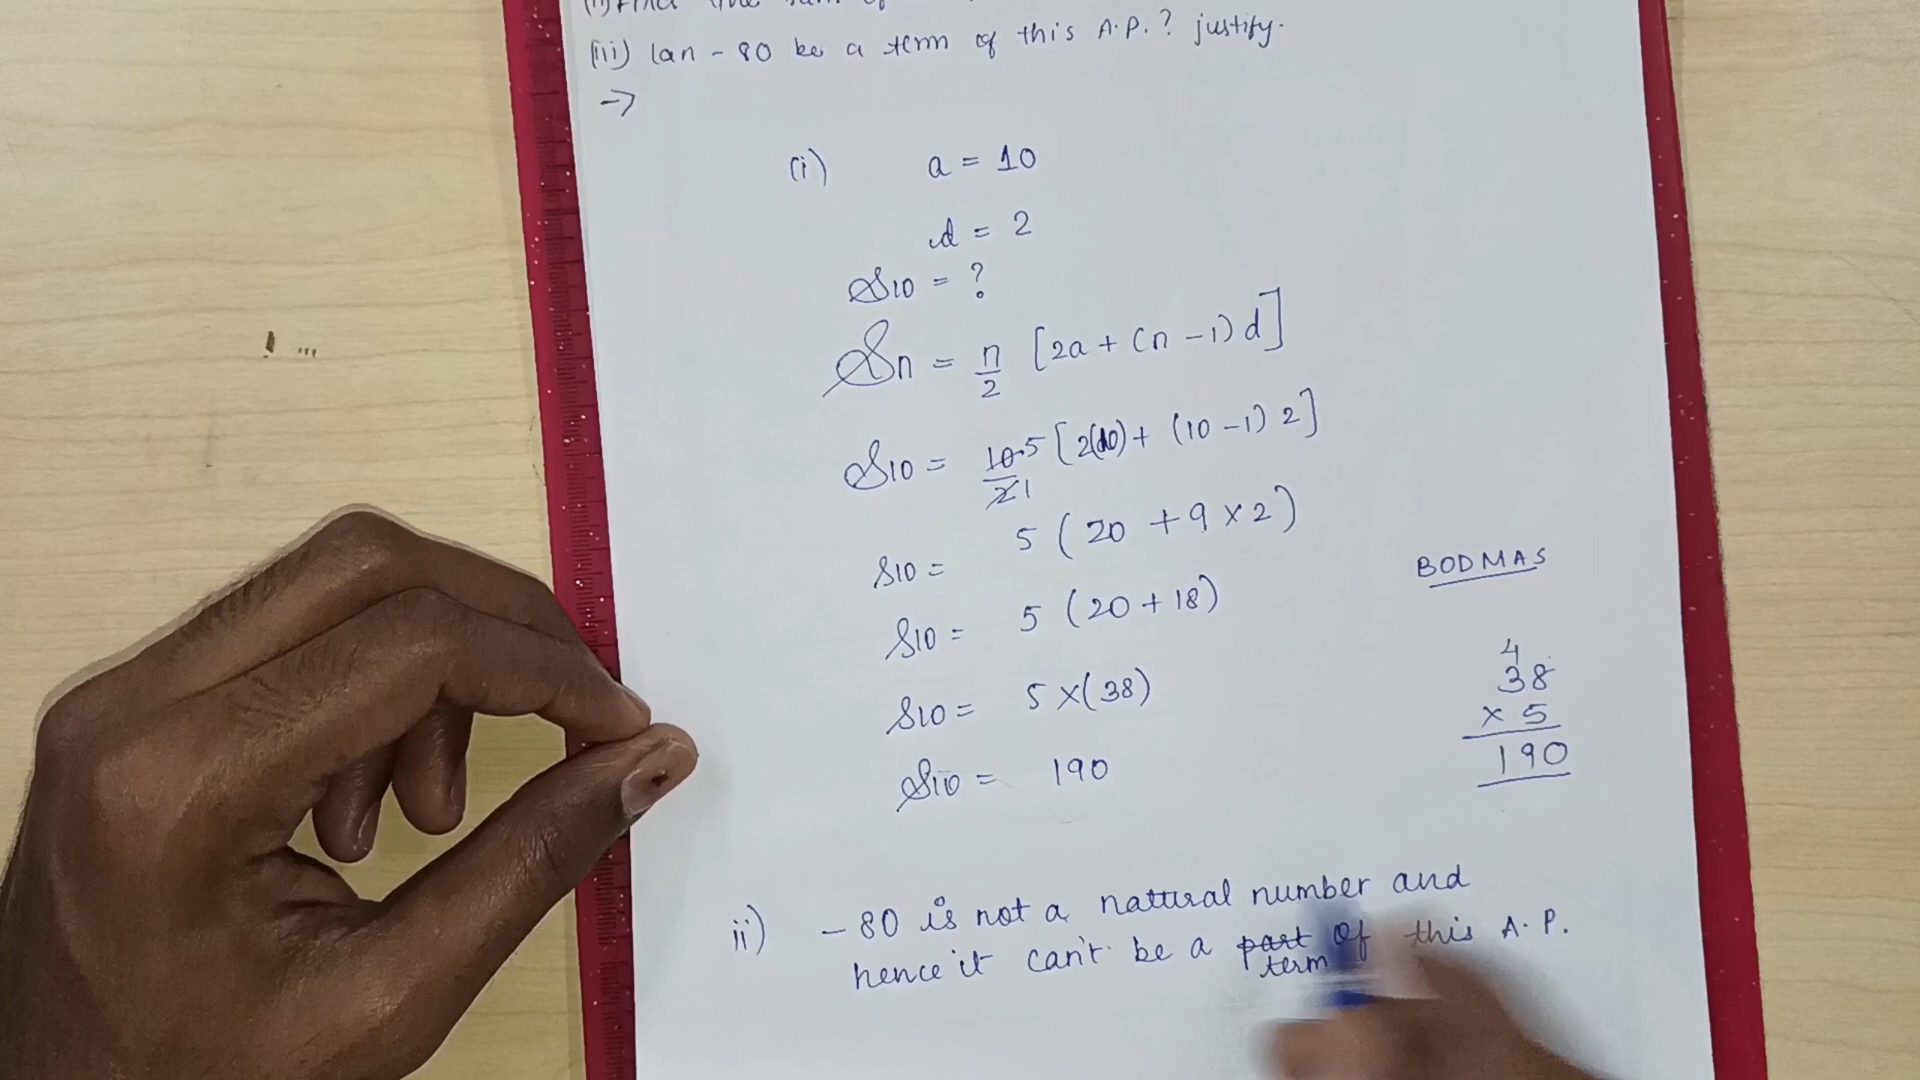 (iii) Can - 80 be a term of this A.P.? justify.
→
(i) a = 10
d = 2
S10 = ?
Sn = n/2 [2a + (n - 1) d]
S10 = 10 5/2 1 [2(10) + (10 - 1) 2]
S10 = 5 (20 + 9 × 2)
BODMAS
S10 = 5 (20 + 18)
S10 = 5 × (38)
4
38
× 5
190
S10 = 190
ii) - 80 is not a natural number and
hence it can't be a part of this A.P.
term